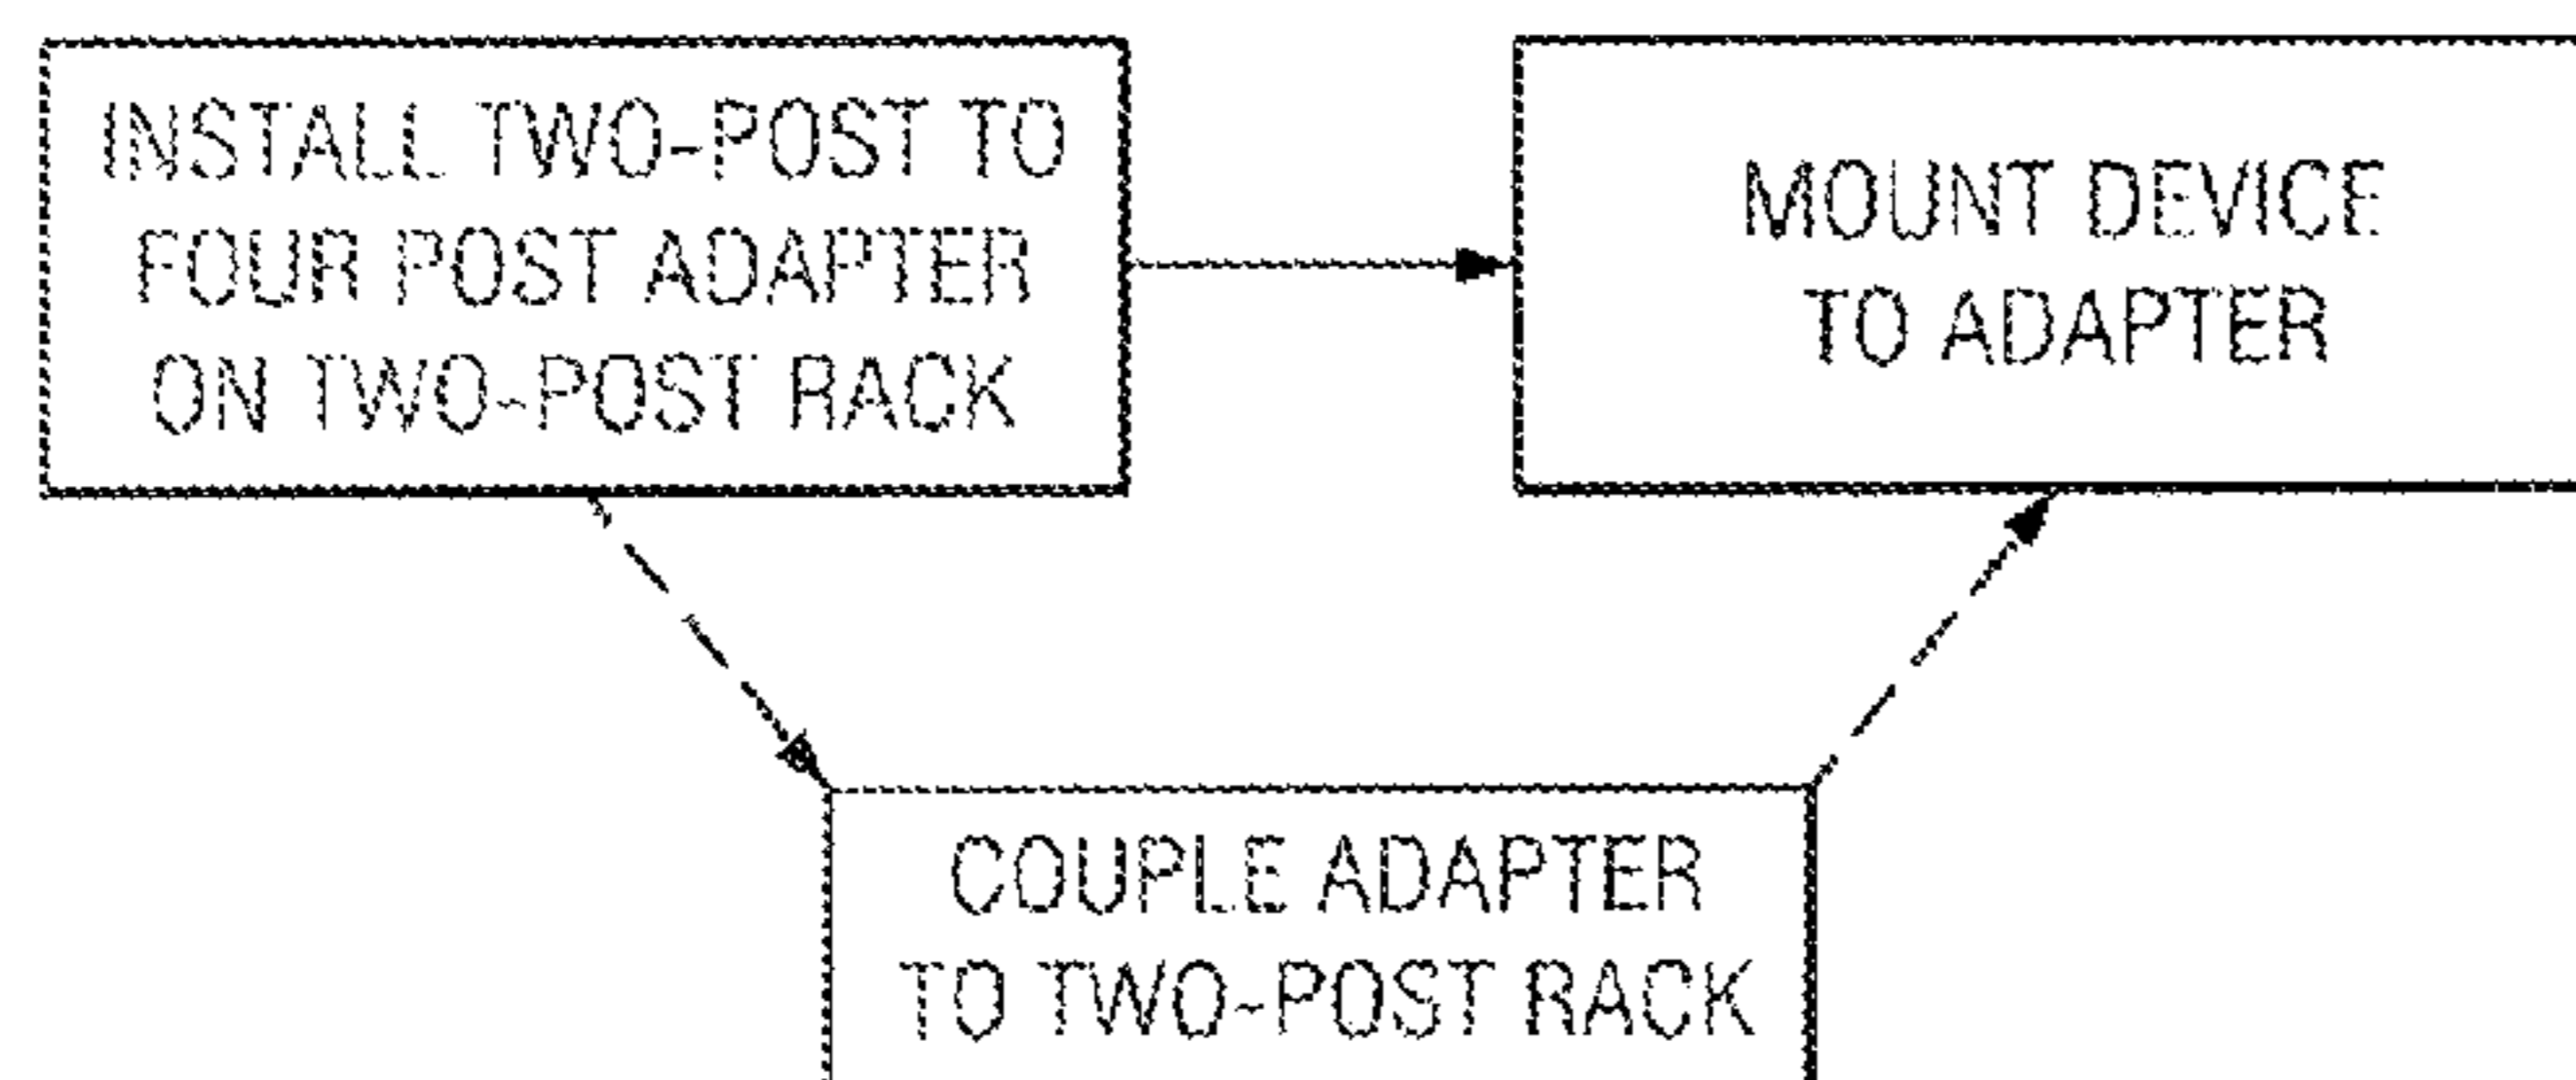 INSTALL TWO-POST TO
FOUR POST ADAPTER
ON TWO-POST RACK
MOUNT DEVICE
TO ADAPTER
COUPLE ADAPTER
TO TWO-POST RACK